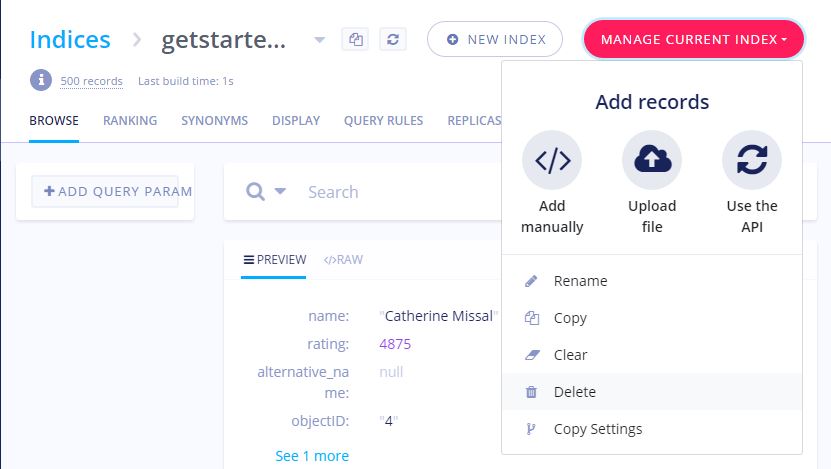 Indices
getstarte...
NEW INDEX
MANAGE CURRENT INDEX
500 records
Last build time: 1s
BROWSE
RANKING
SYNONYMS
DISPLAY
QUERY RULES
REPLICAS
Add records
Add manually
Upload file
Use the API
ADD QUERY PARAM
Search
PREVIEW
</>RAW
name:
"Catherine Missal"
rating:
4875
alternative_na
me:
null
objectID:
"4"
See 1 more
Rename
Copy
Clear
Delete
Copy Settings